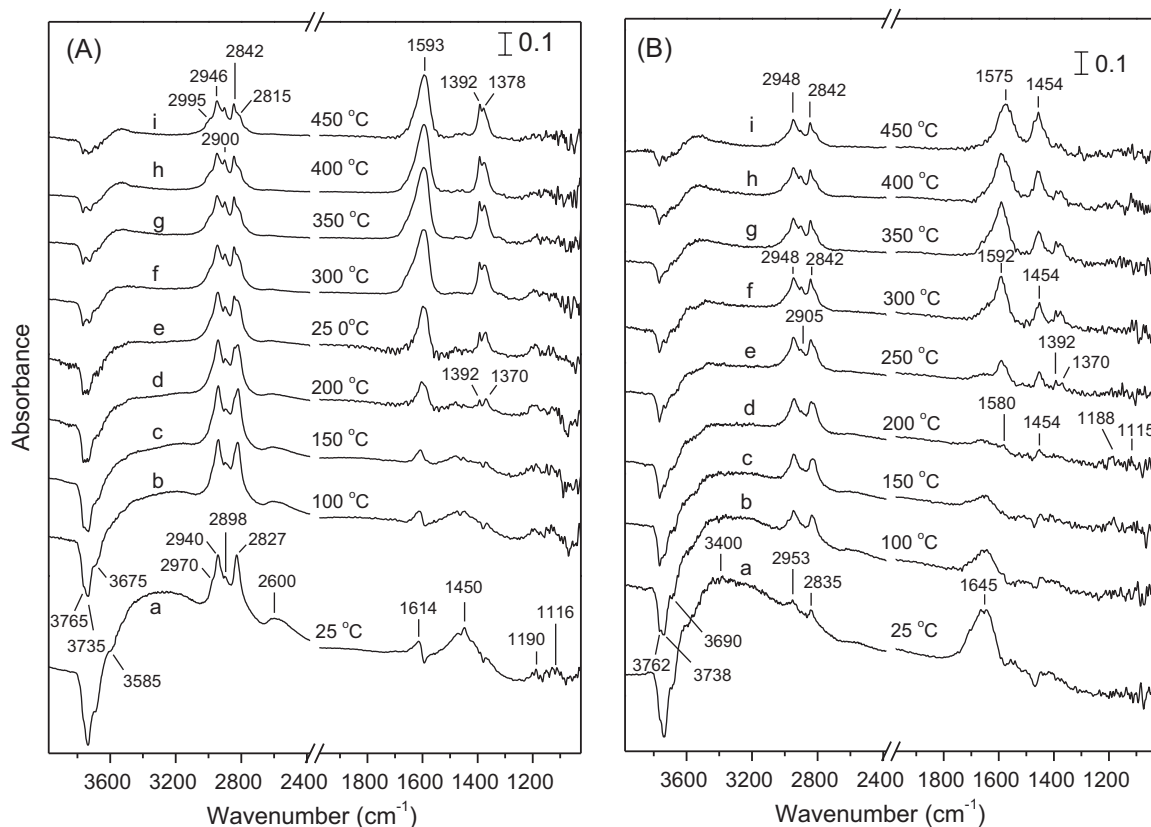 (A)
0.1
2842
2946
2995
2815
1593
1392
1378
i
450 °C
2900
h
400 °C
g
350 °C
f
300 °C
e
25 0°C
d
200 °C
1392
1370
c
150 °C
b
100 °C
2898
2940
2827
2970
2600
3675
a
3765
3735
3585
25 °C
1614
1450
1190
1116
3600
3200
2800
2400
1600
1400
1200
Wavenumber (cm-1)
Absorbance
(B)
0.1
2948
2842
1575
1454
i
450 °C
h
400 °C
g
350 °C
2948
2842
1592
1454
f
300 °C
2905
e
250 °C
1392
1370
d
200 °C
1580
1454
1188
1115
c
150 °C
b
100 °C
3400
a
2953
2835
1645
25 °C
3690
3762
3738
3600
3200
2800
2400
1600
1400
1200
Wavenumber (cm-1)